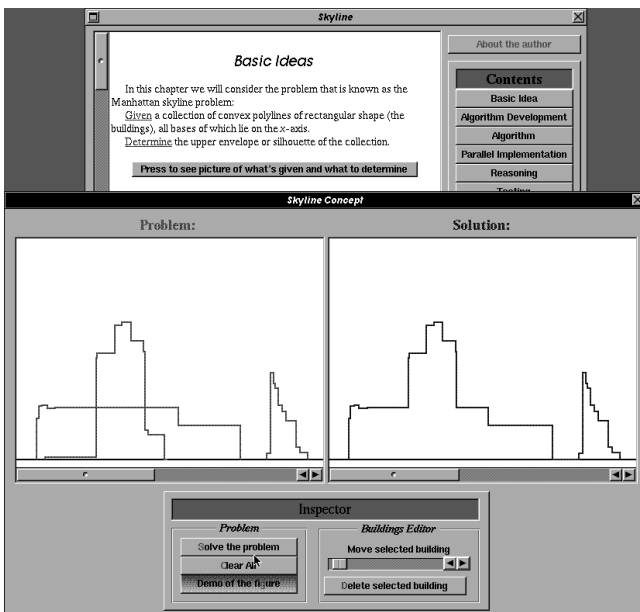 Skyline
About the author
Basic Ideas
In this chapter we will consider the problem that is known as the
Manhattan skyline problem:
Given a collection of convex polylines of rectangular shape (the
buildings), all bases of which lie on the x-axis.
Determine the upper envelope or silhouette of the collection.
Press to see picture of what's given and what to determine
Contents
Basic Idea
Algorithm Development
Algorithm
Parallel Implementation
Reasoning
Skyline Concept
Problem:
Solution:
Inspector
Problem
Solve the problem
Clear All
Demo of the figure
Buildings Editor
Move selected building
Delete selected building